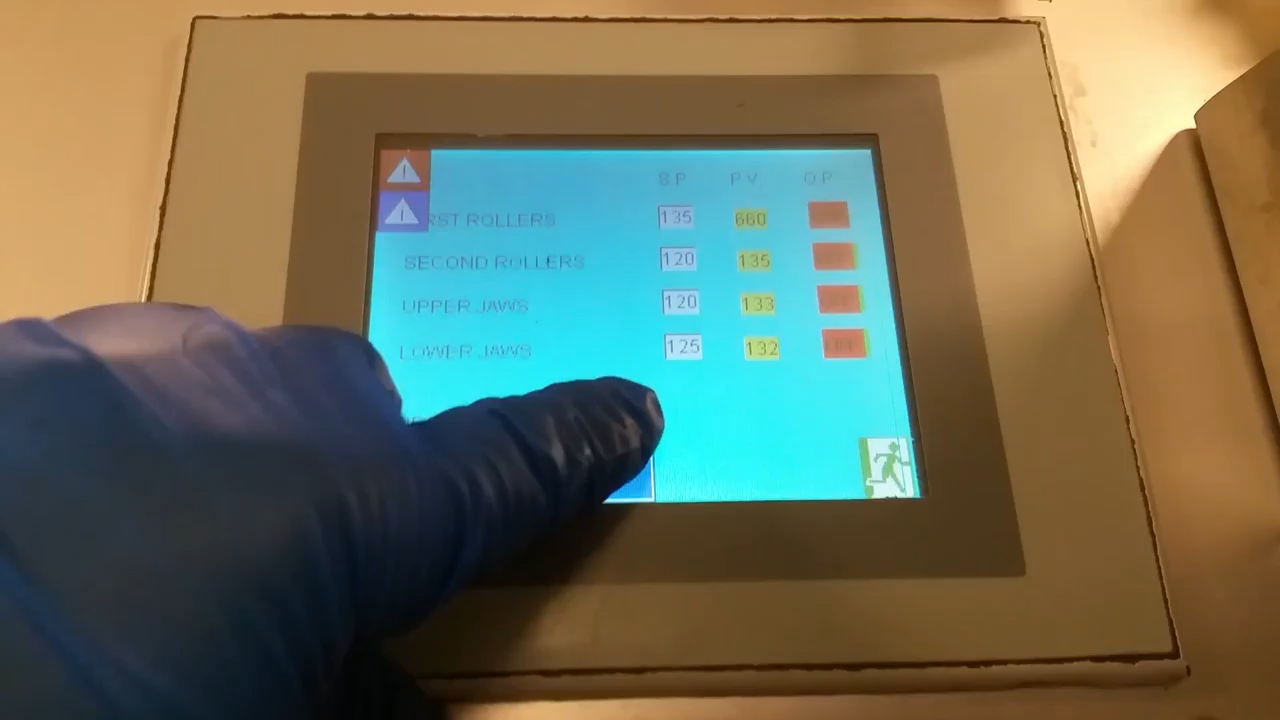 S.P P.V O.P
RST ROLLERS 135 660
SECOND ROLLERS 120 135
UPPER JAWS 120 133
LOWER JAWS 125 132